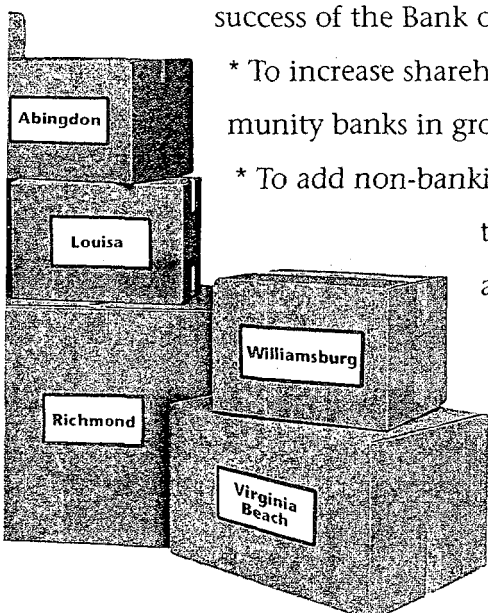 success of the Bank o
* To increase shareh
munity banks in gro
* To add non-banki
t
a
Abingdon
Louisa
Williamsburg
Richmond
Virginia
Beach